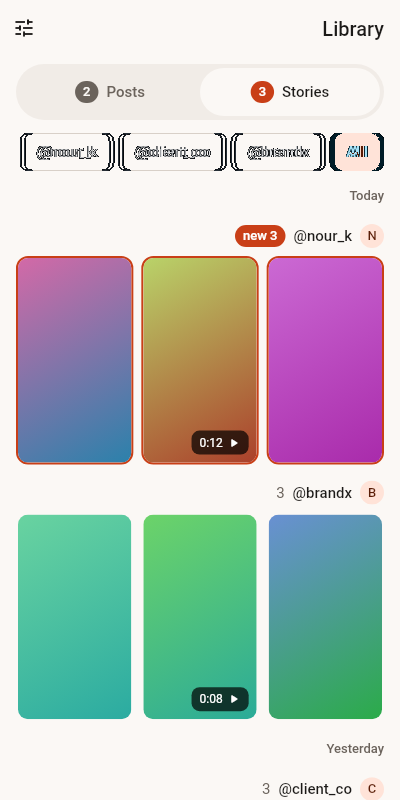 Library
2 Posts
3 Stories
Today
new 3 @nour_k N
0:12
3 @brandx B
0:08
Yesterday
3 @client_co C